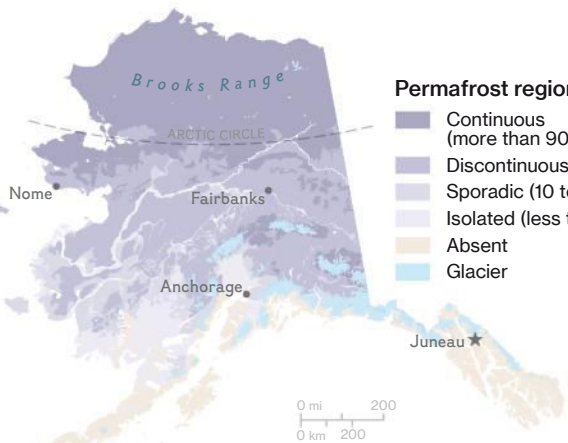 Brooks Range
ARCTIC CIRCLE
Nome
Fairbanks
Anchorage
Juneau
Permafrost region
Continuous
(more than 90
Discontinuous
Sporadic (10 to
Isolated (less
Absent
Glacier
0 mi 200
0 km 200